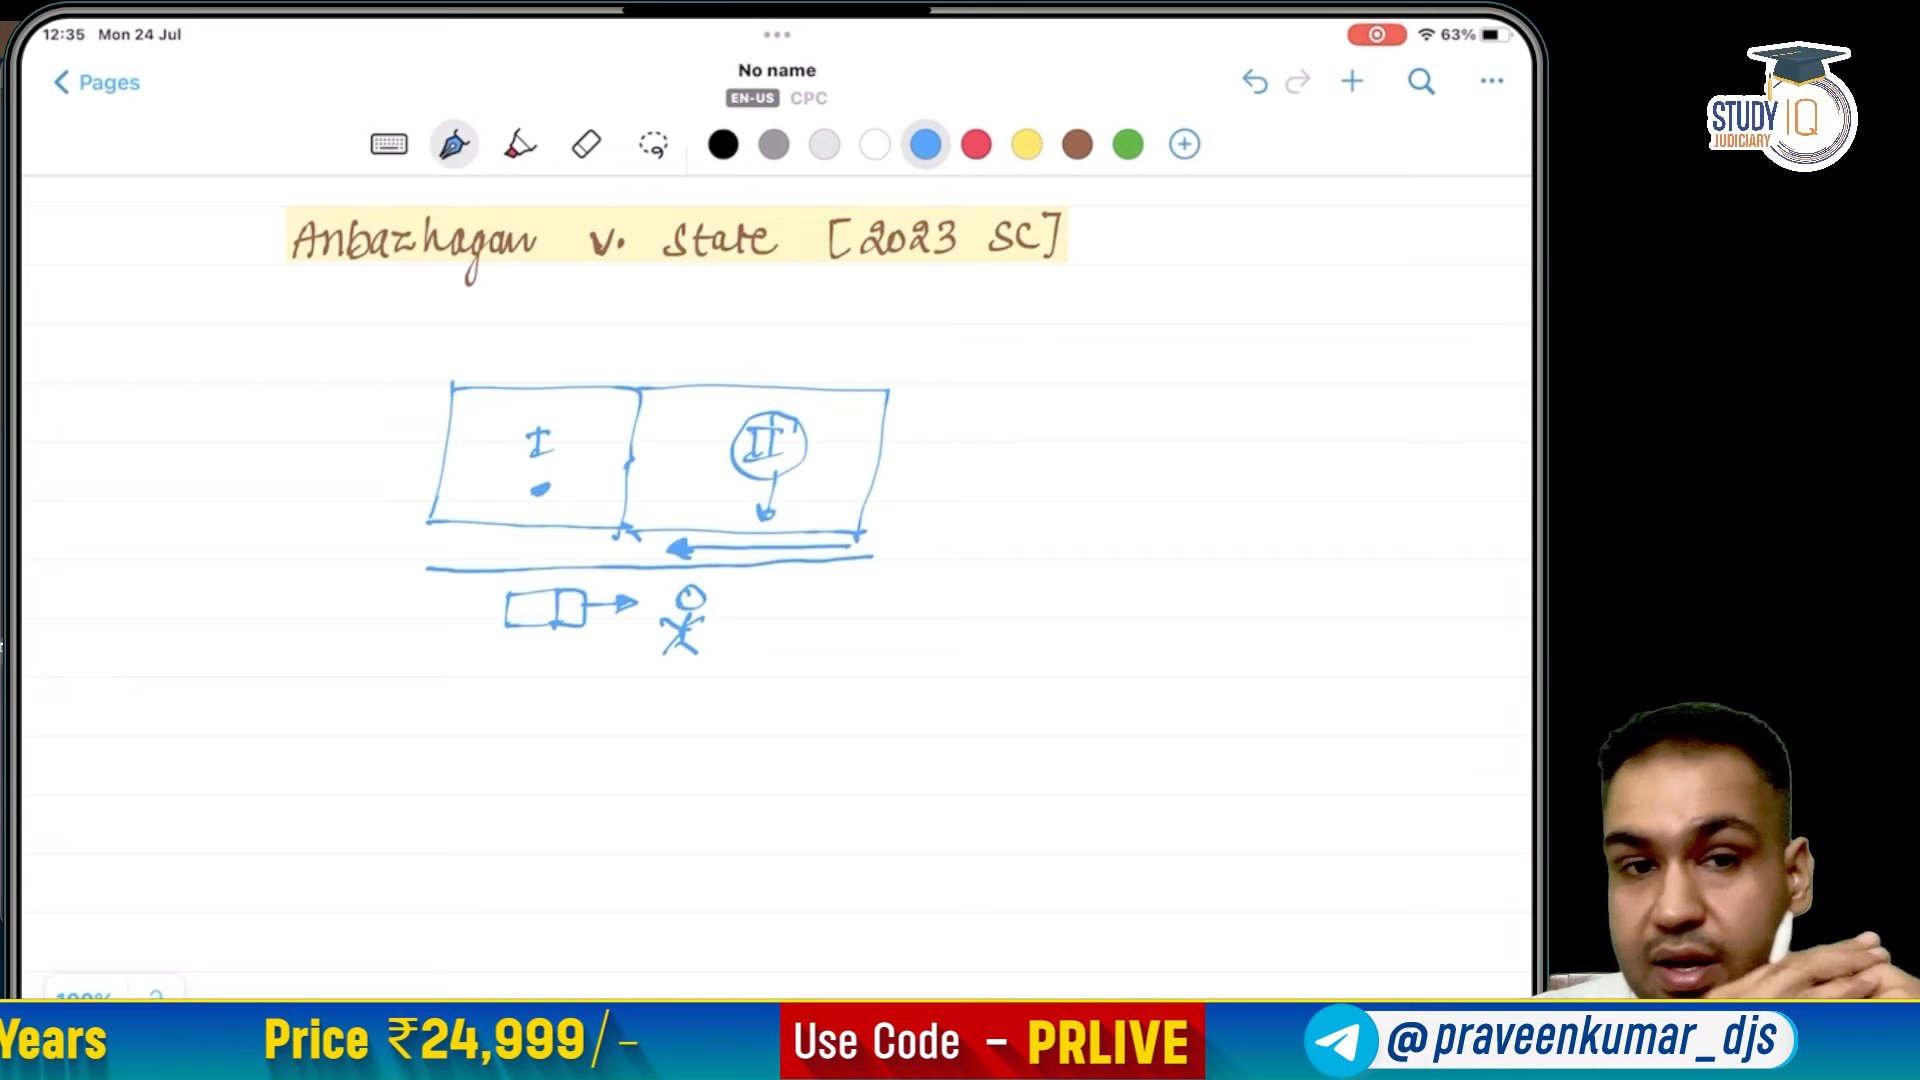 12:35 Mon 24 Jul
63%
Pages
No name
EN-US CPC
STUDY IQ
JUDICIARY
Anbazhagan v. State [2023 SC]
I
II
100%
Years Price ₹24,999/- Use Code - PRLIVE @praveenkumar_djs